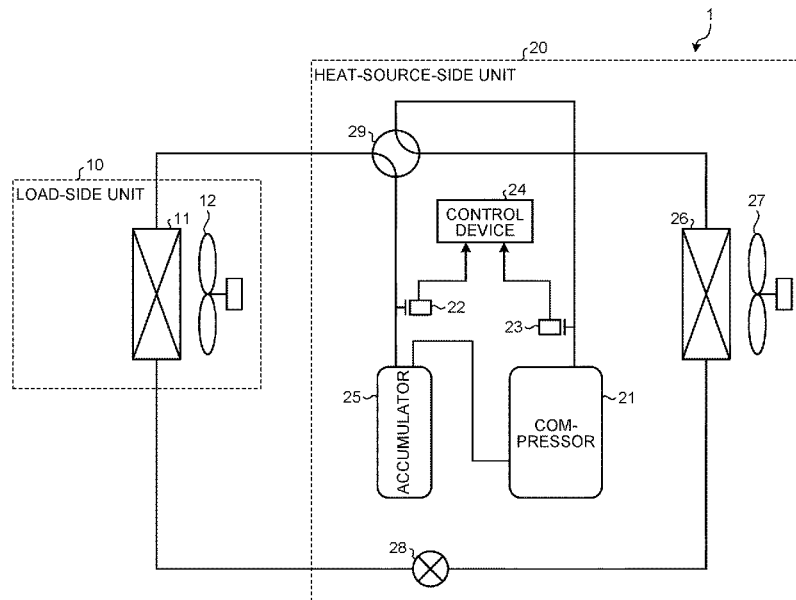 1
20
HEAT-SOURCE-SIDE UNIT
29
10
LOAD-SIDE UNIT
11
12
24
CONTROL
DEVICE
26
27
22
23
25
ACCUMULATOR
COM-
PRESSOR
21
28